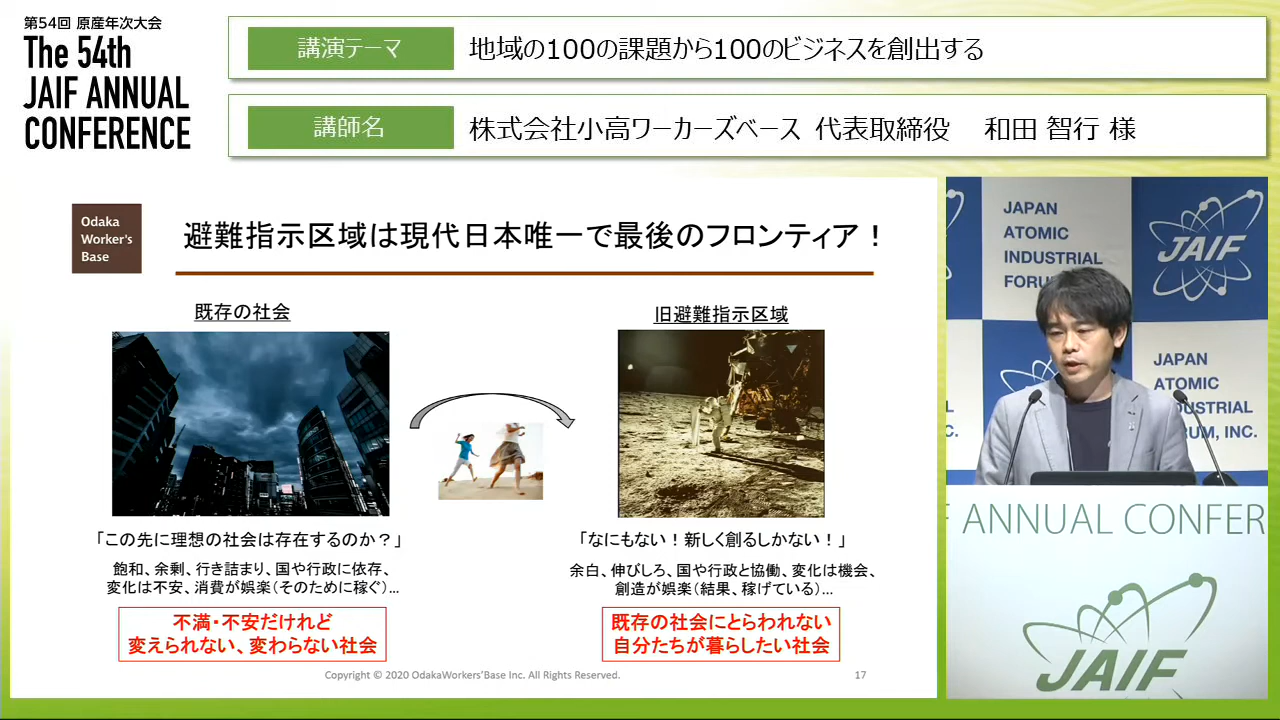 第54回 原産年次大会
The 54th
JAIF ANNUAL
CONFERENCE
講演テーマ
地域の100の課題から100のビジネスを創出する
講師名
株式会社小高ワーカーズベース 代表取締役 和田 智行 様
Odaka
Worker's
Base
避難指示区域は現代日本唯一で最後のフロンティア！
既存の社会
旧避難指示区域
「この先に理想の社会は存在するのか？」
飽和、余剰、行き詰まり、国や行政に依存、
変化は不安、消費が娯楽（そのために稼ぐ）...
不満・不安だけれど
変えられない、変わらない社会
「なにもない！新しく創るしかない！」
余白、伸びしろ、国や行政と協働、変化は機会、
創造が娯楽（結果、稼げている）...
既存の社会にとらわれない
自分たちが暮らしたい社会
Copyright © 2020 OdakaWorkers'Base Inc. All Rights Reserved.
17
JAPAN
ATOMIC
INDUSTRIAL
FORU
JAIF
JAPAN
ATOMIC
DUSTRIAL
RUM, INC.
L
C.
ANNUAL CONFER
JAIF